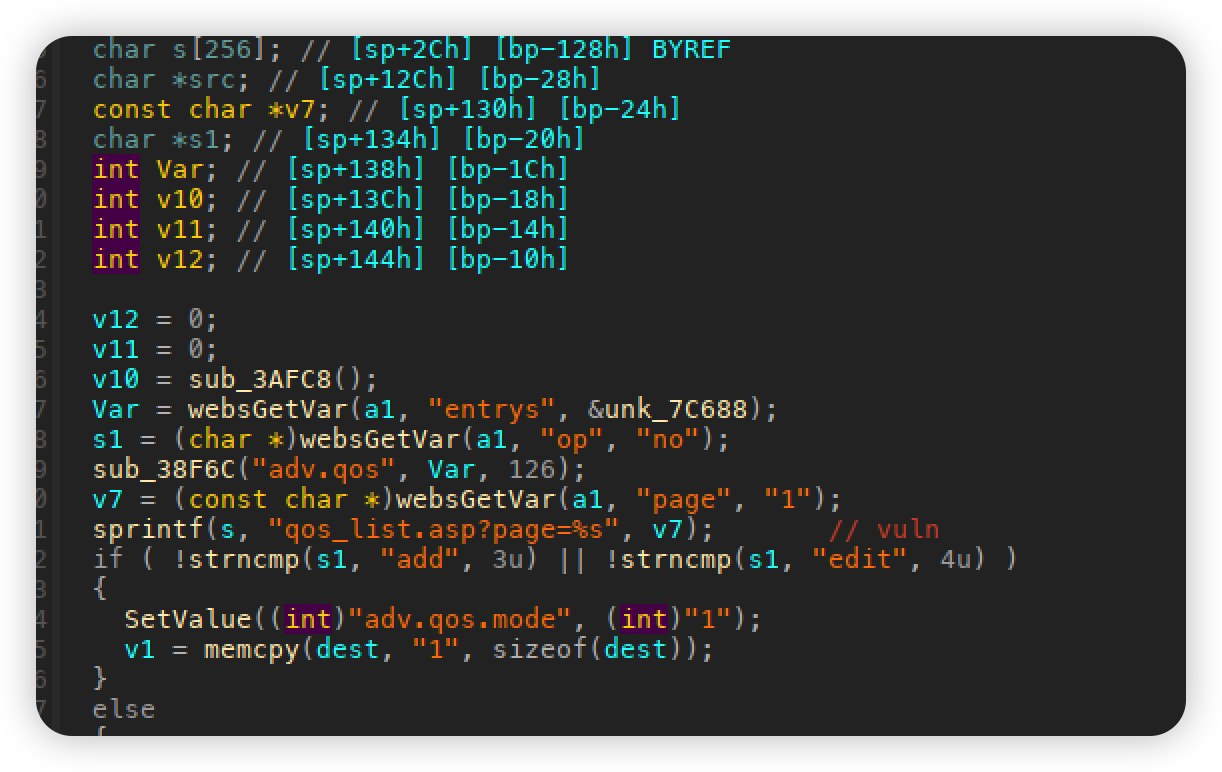 char s[256]; // [sp+2Ch] [bp-128h] BYREF
6 char *src; // [sp+12Ch] [bp-28h]
7 const char *v7; // [sp+130h] [bp-24h]
8 char *s1; // [sp+134h] [bp-20h]
9 int Var; // [sp+138h] [bp-1Ch]
0 int v10; // [sp+13Ch] [bp-18h]
1 int v11; // [sp+140h] [bp-14h]
2 int v12; // [sp+144h] [bp-10h]
3
4 v12 = 0;
5 v11 = 0;
6 v10 = sub_3AFC8();
7 Var = websGetVar(a1, "entrys", &unk_7C688);
8 s1 = (char *)websGetVar(a1, "op", "no");
9 sub_38F6C("adv.qos", Var, 126);
0 v7 = (const char *)websGetVar(a1, "page", "1");
1 sprintf(s, "qos_list.asp?page=%s", v7); // vuln
2 if ( !strncmp(s1, "add", 3u) || !strncmp(s1, "edit", 4u) )
3 {
4 SetValue((int)"adv.qos.mode", (int)"1");
5 v1 = memcpy(dest, "1", sizeof(dest));
6 }
7 else
{